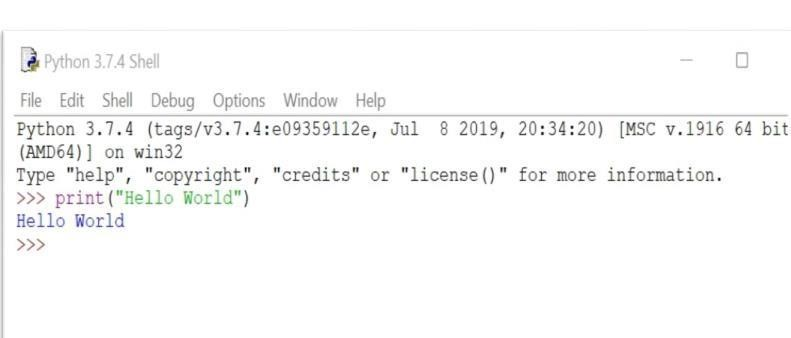 Python 3.7.4 Shell
File Edit Shell Debug Options Window Help
Python 3.7.4 (tags/v3.7.4:e09359112e, Jul  8 2019, 20:34:20) [MSC v.1916 64 bit
(AMD64)] on win32
Type "help", "copyright", "credits" or "license()" for more information.
>>> print("Hello World")
Hello World
>>>